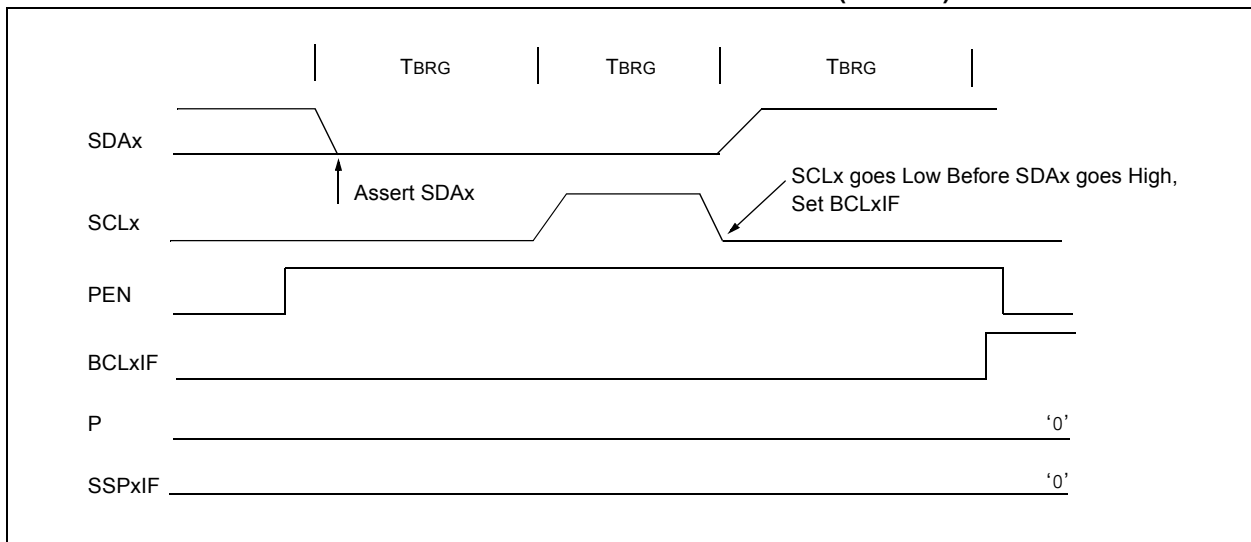 TBRG TBRG TBRG
SDAx
Assert SDAx
SCLx goes Low Before SDAx goes High,
Set BCLxIF
SCLx
PEN
BCLxIF
P
‘0’
SSPxIF
‘0’